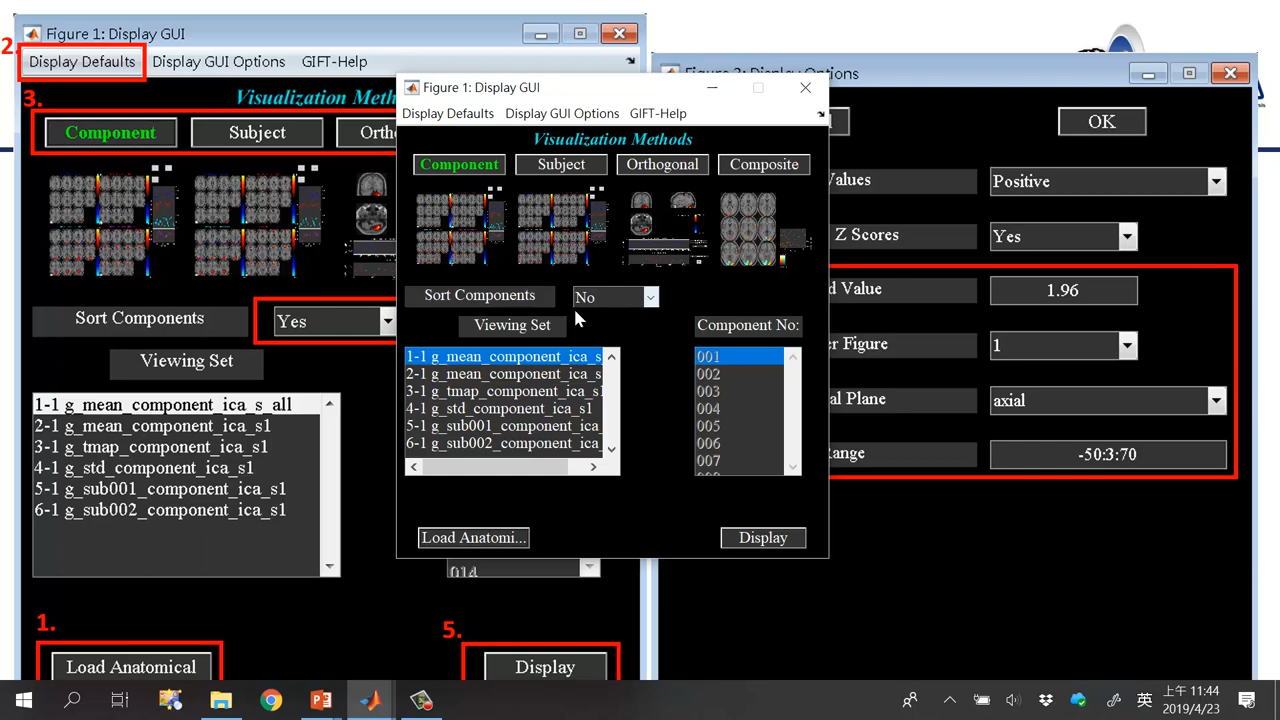 2.
Figure 1: Display GUI
Display Defaults
Display GUI Options
GIFT-Help
3.
Visualization Meth
Component
Subject
Orth
Sort Components
Yes
Viewing Set
1-1 g_mean_component_ica_s_all
2-1 g_mean_component_ica_s1
3-1 g_tmap_component_ica_s1
4-1 g_std_component_ica_s1
5-1 g_sub001_component_ica_s1
6-1 g_sub002_component_ica_s1
014
1.
Load Anatomical
5.
Display
Figure 1: Display GUI
Display Defaults
Display GUI Options
GIFT-Help
Visualization Methods
Component
Subject
Orthogonal
Composite
Sort Components
No
Viewing Set
Component No:
1-1 g_mean_component_ica_s
2-1 g_mean_component_ica_s
3-1 g_tmap_component_ica_s1
4-1 g_std_component_ica_s1
5-1 g_sub001_component_ica_
6-1 g_sub002_component_ica_
001
002
003
004
005
006
007
Load Anatomi...
Display
Display Options
OK
Values
Positive
Z Scores
Yes
d Value
1.96
er Figure
1
al Plane
axial
Range
-50:3:70
英
上午 11:44
2019/4/23